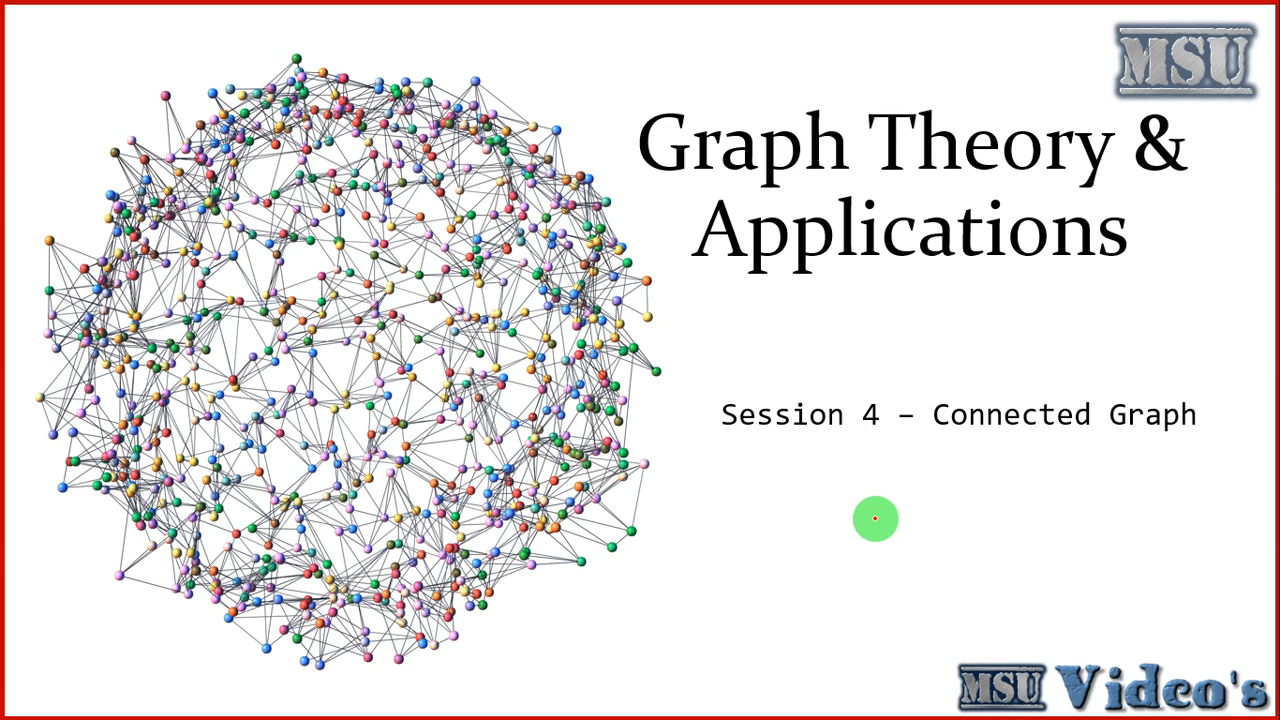 MSU
Graph Theory &
Applications
Session 4 – Connected Graph
MSU Video's